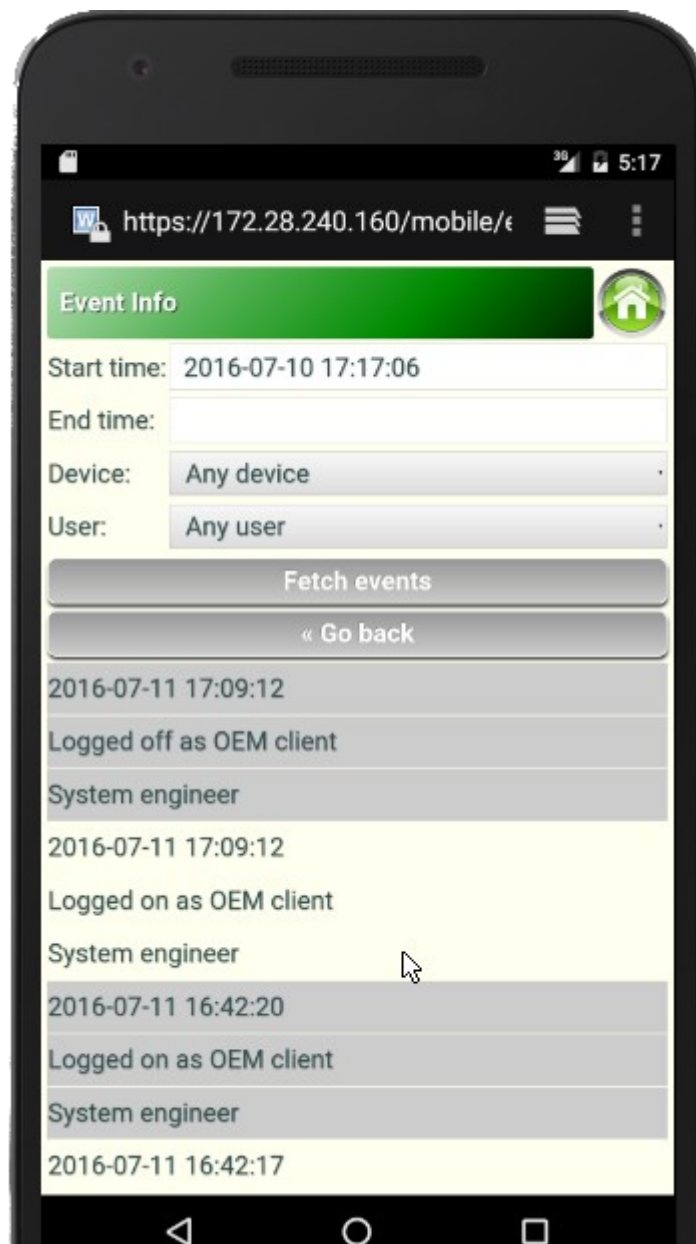 3G 5:17
W https://172.28.240.160/mobile/e
Event Info
Start time: 2016-07-10 17:17:06
End time:
Device: Any device
User: Any user
Fetch events
« Go back
2016-07-11 17:09:12
Logged off as OEM client
System engineer
2016-07-11 17:09:12
Logged on as OEM client
System engineer
2016-07-11 16:42:20
Logged on as OEM client
System engineer
2016-07-11 16:42:17